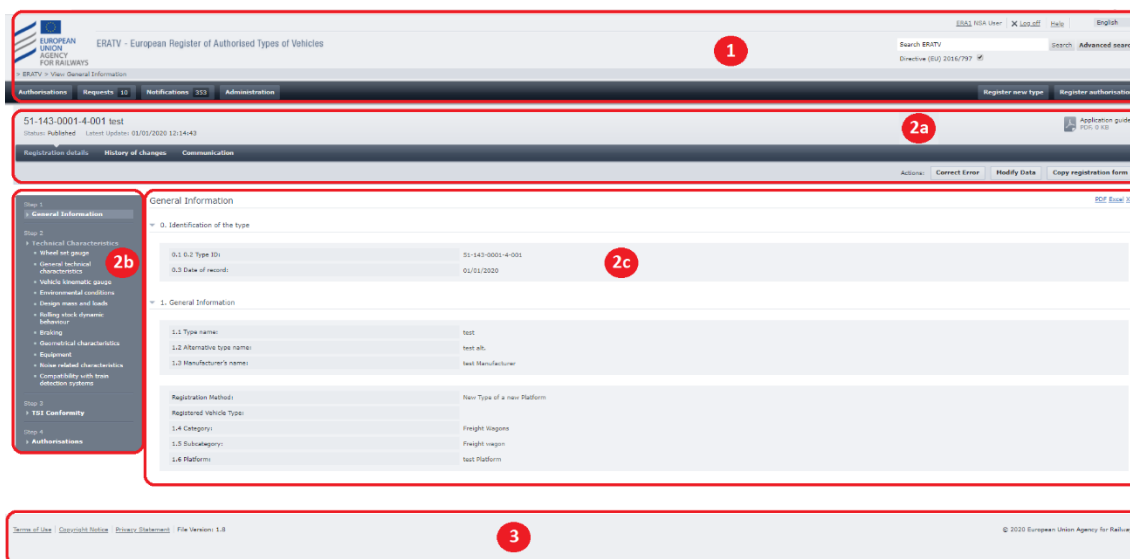 ERA1 NSA User | Log off | Help | English
EUROPEAN
UNION
AGENCY
FOR RAILWAYS
ERATV - European Register of Authorised Types of Vehicles
1
Search ERATV Search Advanced sear
Directive (EU) 2016/797
> ERATV > View General Information
Authorisations Requests 10 Notifications 353 Administration Register new type Register authorisatio
51-143-0001-4-001 test
Status: Published Latest Update: 01/01/2020 12:14:43
2a
Application guide
PDF: 0 KB
Registration details History of changes Communication
Actions: Correct Error Modify Data Copy registration form
Step 1
General Information
Step 2
Technical Characteristics
Wheel set gauge
General technical
characteristics
Vehicle kinematic gauge
Environmental conditions
Design mass and loads
Rolling stock dynamic
behaviour
Braking
Geometrical characteristics
Equipment
Noise related characteristics
Compatibility with train
detection systems
Step 3
TSI Conformity
Step 4
Authorisations
2b
General Information PDF Excel X
0. Identification of the type
0.1 0.2 Type ID: 51-143-0001-4-001
0.3 Date of record: 01/01/2020
2c
1. General Information
1.1 Type name: test
1.2 Alternative type name: test alt.
1.3 Manufacturer's name: test Manufacturer
Registration Method: New Type of a new Platform
Registered Vehicle Type:
1.4 Category: Freight Wagons
1.5 Subcategory: Freight wagon
1.6 Platform: test Platform
Terms of Use | Copyright Notice | Privacy Statement | File Version: 1.8
3
© 2020 European Union Agency for Railwa